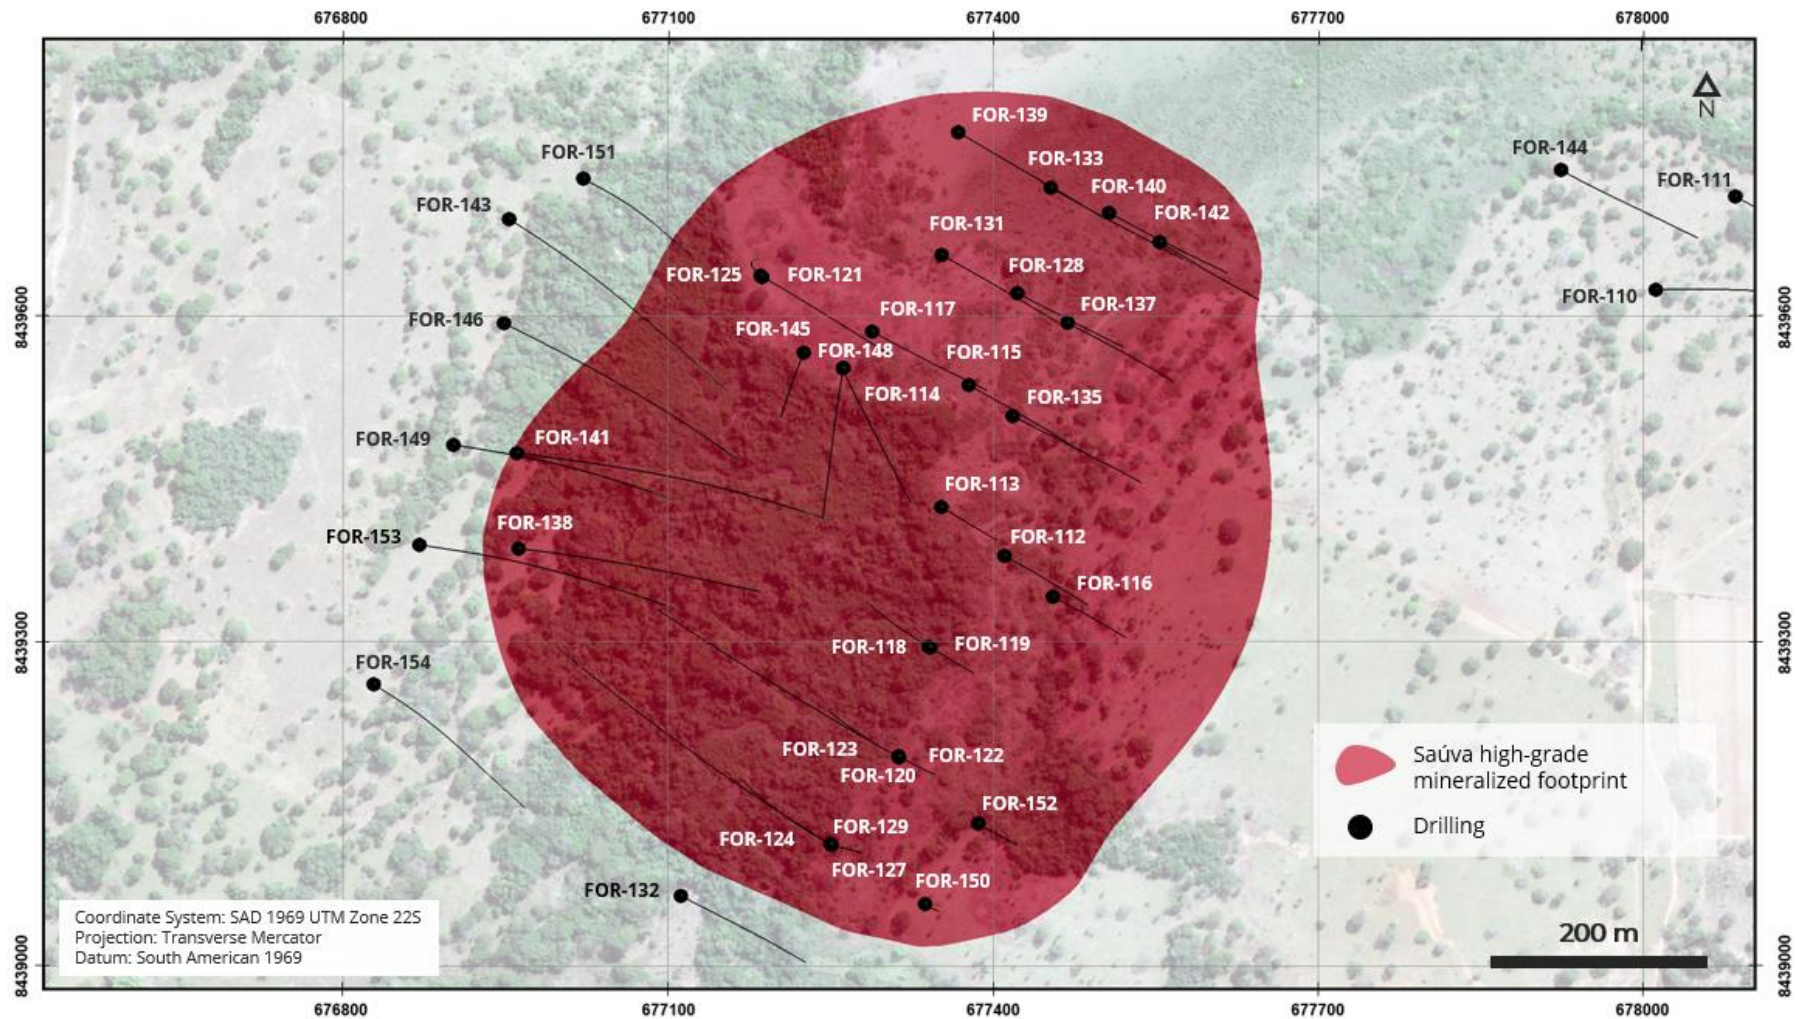 676800 677100 677400 677700 678000
N
FOR-139
FOR-144
FOR-151
FOR-133
FOR-111
FOR-140
FOR-143
FOR-142
FOR-131
FOR-128
FOR-125 FOR-121
FOR-110
FOR-137
8439600 8439600
FOR-117
FOR-146
FOR-145
FOR-148
FOR-115
FOR-114
FOR-135
FOR-149 FOR-141
FOR-113
FOR-138
FOR-153
FOR-112
FOR-116
FOR-118 FOR-119
8439300 8439300
FOR-154
FOR-123 FOR-122
FOR-120
Saúva high-grade
mineralized footprint
FOR-152
Drilling
FOR-129
FOR-124
FOR-127
FOR-150
FOR-132
Coordinate System: SAD 1969 UTM Zone 22S
Projection: Transverse Mercator
Datum: South American 1969
200 m
8439000 8439000
676800 677100 677400 677700 678000